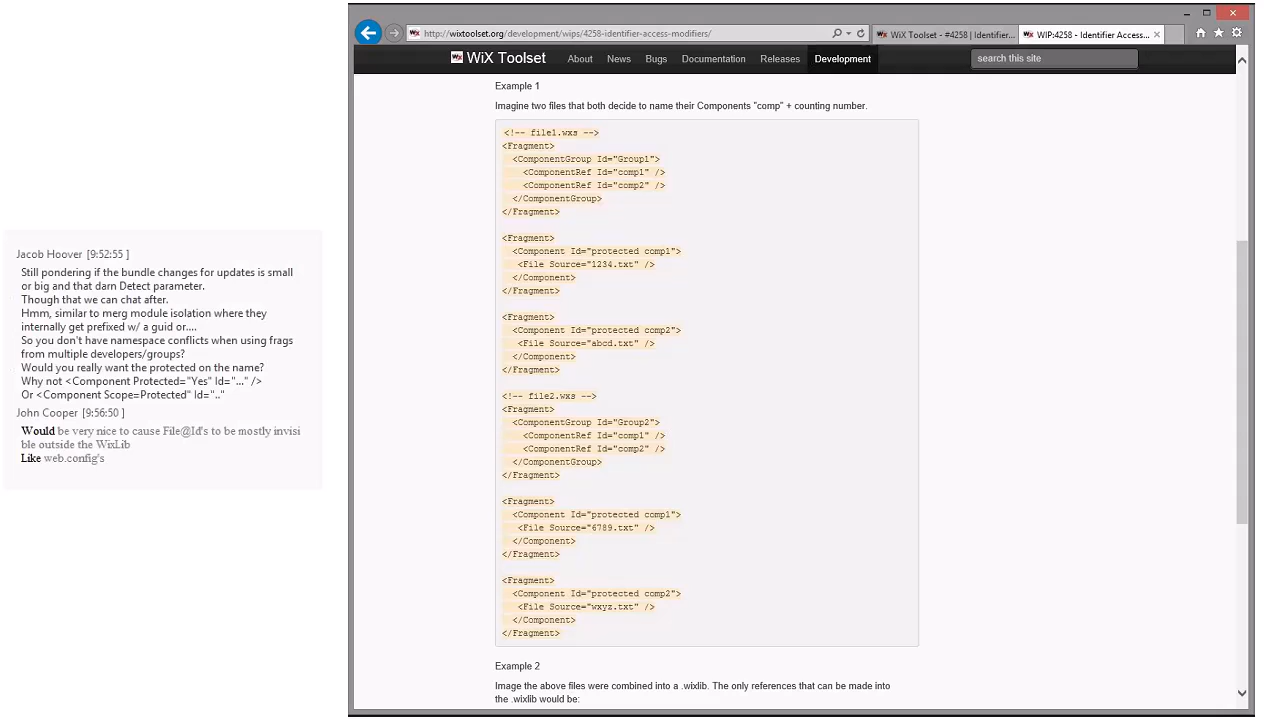 Jacob Hoover [9:52:55 ]
Still pondering if the bundle changes for updates is small
or big and that darn Detect parameter.
Though that we can chat after.
Hmm, similar to merg module isolation where they
internally get prefixed w/ a guid or....
So you don't have namespace conflicts when using frags
from multiple developers/groups?
Would you really want the protected on the name?
Why not <Component Protected="Yes" Id="..." />
Or <Component Scope=Protected" Id=".."
John Cooper [9:56:50 ]
Would be very nice to cause File@Id's to be mostly invisi
ble outside the WixLib
Like web.config's
http://wixtoolset.org/development/wips/4258-identifier-access-modifiers/
WiX Toolset - #4258 | Identifier...
WIP:4258 - Identifier Access...
WiX Toolset
About News Bugs Documentation Releases Development
search this site
Example 1
Imagine two files that both decide to name their Components "comp" + counting number.
<!-- file1.wxs -->
<Fragment>
<ComponentGroup Id="Group1">
<ComponentRef Id="comp1" />
<ComponentRef Id="comp2" />
</ComponentGroup>
</Fragment>
<Fragment>
<Component Id="protected comp1">
<File Source="1234.txt" />
</Component>
</Fragment>
<Fragment>
<Component Id="protected comp2">
<File Source="abcd.txt" />
</Component>
</Fragment>
<!-- file2.wxs -->
<Fragment>
<ComponentGroup Id="Group2">
<ComponentRef Id="comp1" />
<ComponentRef Id="comp2" />
</ComponentGroup>
</Fragment>
<Fragment>
<Component Id="protected comp1">
<File Source="6789.txt" />
</Component>
</Fragment>
<Fragment>
<Component Id="protected comp2">
<File Source="wxyz.txt" />
</Component>
</Fragment>
Example 2
Image the above files were combined into a .wixlib. The only references that can be made into
the .wixlib would be: